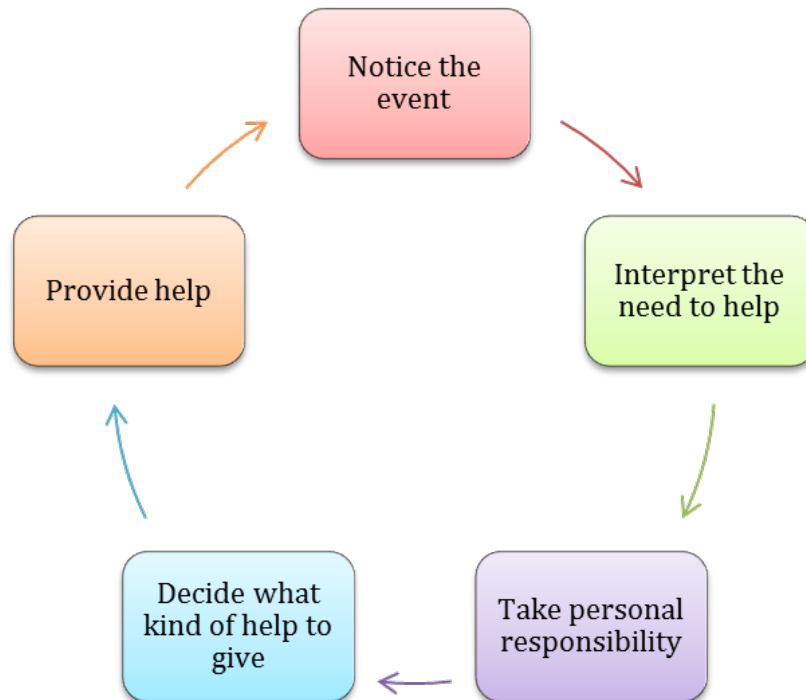 Notice the
event
Interpret the
need to help
Take personal
responsibility
Decide what
kind of help to
give
Provide help